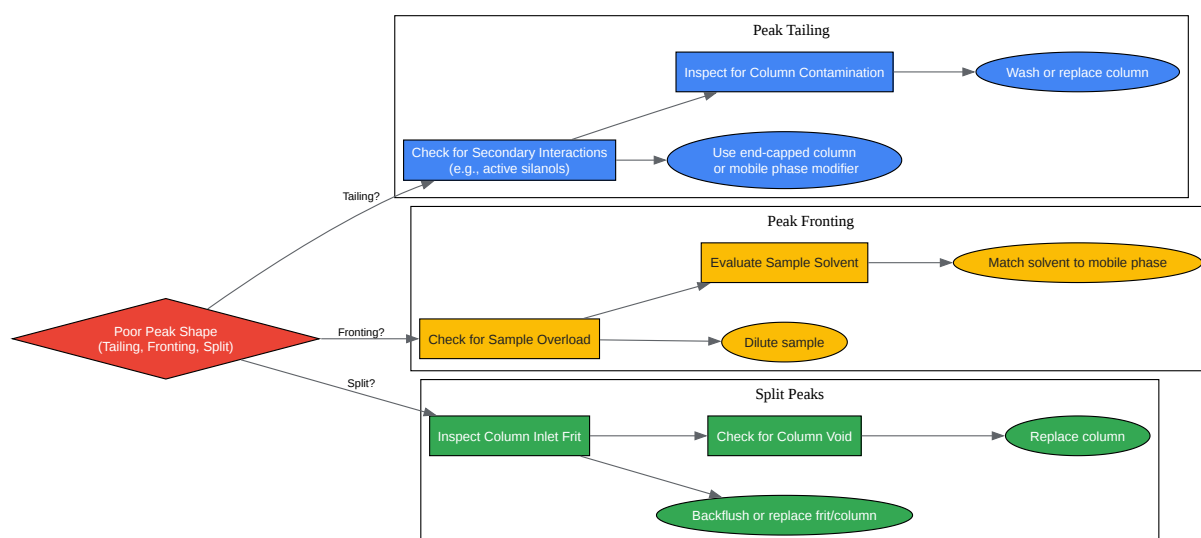 Peak Tailing
Inspect for Column Contamination
Wash or replace column
Check for Secondary Interactions
(e.g., active silanols)
Use end-capped column
or mobile phase modifier
Tailing?
Peak Fronting
Evaluate Sample Solvent
Match solvent to mobile phase
Poor Peak Shape
(Tailing, Fronting, Split)
Fronting?
Check for Sample Overload
Dilute sample
Split?
Split Peaks
Inspect Column Inlet Frit
Check for Column Void
Replace column
Backflush or replace frit/column